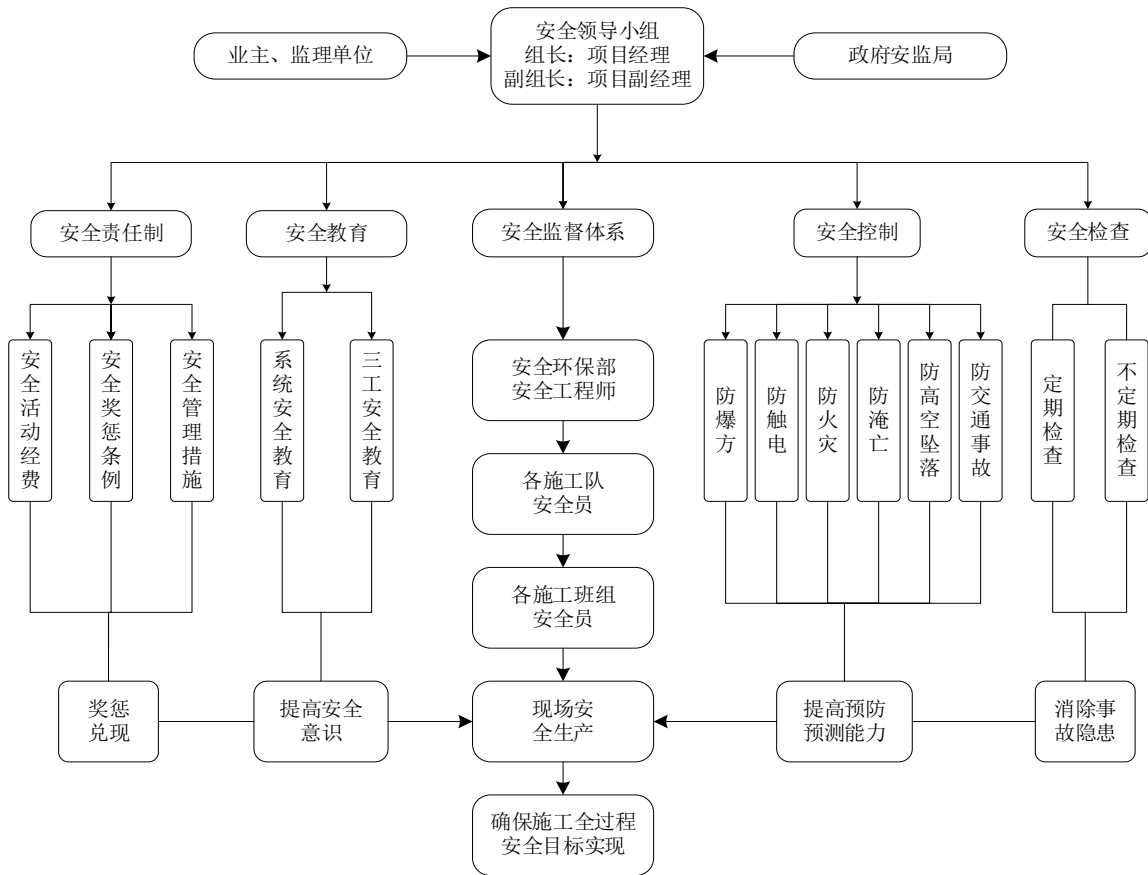 业主、监理单位
安全领导小组
组长：项目经理
副组长：项目副经理
政府安监局
安全责任制
安全教育
安全监督体系
安全控制
安全检查
安全活动经费
安全奖惩条例
安全管理措施
系统安全教育
三工安全教育
安全环保部
安全工程师
防爆方
防触电
防火灾
防淹亡
防高空坠落
防交通事故
定期检查
不定期检查
各施工队
安全员
各施工班组
安全员
奖惩
兑现
提高安全
意识
现场安
全生产
提高预防
预测能力
消除事
故隐患
确保施工全过程
安全目标实现